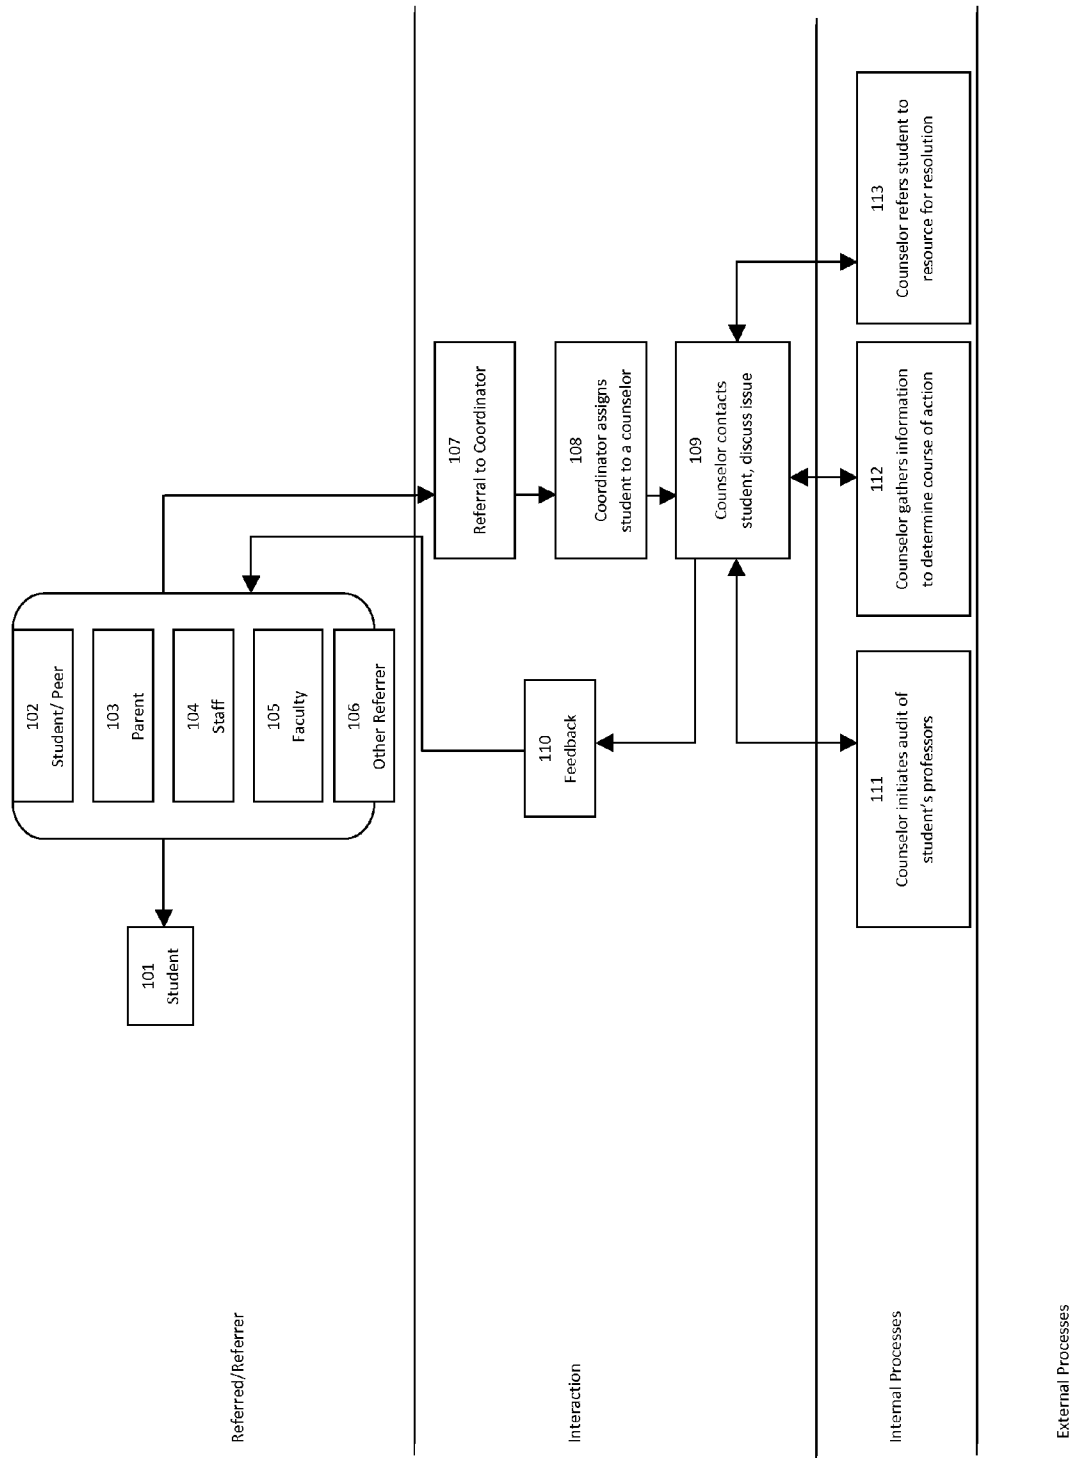 Referred/Referrer
101
Student
102
Student/ Peer
103
Parent
104
Staff
105
Faculty
106
Other Referrer
Interaction
107
Referral to Coordinator
108
Coordinator assigns
student to a counselor
109
Counselor contacts
student, discuss issue
110
Feedback
Internal Processes
111
Counselor initiates audit of
student's professors
112
Counselor gathers information
to determine course of action
113
Counselor refers student to
resource for resolution
External Processes